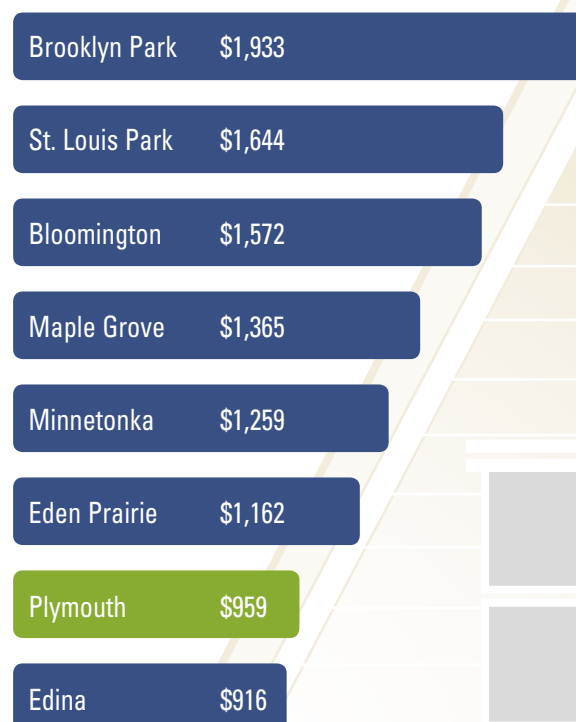 Brooklyn Park $1,933
St. Louis Park $1,644
Bloomington $1,572
Maple Grove $1,365
Minnetonka $1,259
Eden Prairie $1,162
Plymouth $959
Edina $916